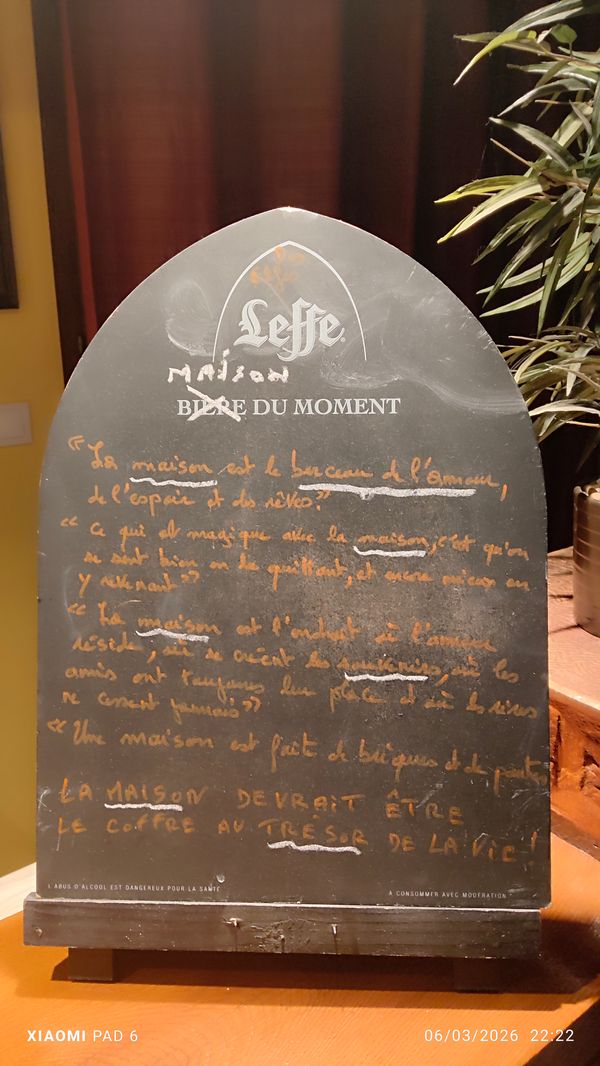 Leffe
MAISON
BIÈRE DU MOMENT
"La maison est le berceau de l'amour,
de l'espoir et des rêves."
"Ce qui est magique avec la maison, c'est qu'on
se sent bien en la quittant, et encore mieux en
y revenant"
"La maison est l'endroit où l'amour
réside, où se créent les souvenirs, où les
amis ont toujours leur place et où les rires
ne cessent jamais"
"Une maison est faite de briques et de
LA MAISON DEVRAIT ÊTRE
LE COFFRE AU TRÉSOR DE LA VIE!
L'ABUS D'ALCOOL EST DANGEREUX POUR LA SANTÉ
À CONSOMMER AVEC MODÉRATION
XIAOMI PAD 6
06/03/2026 22:22